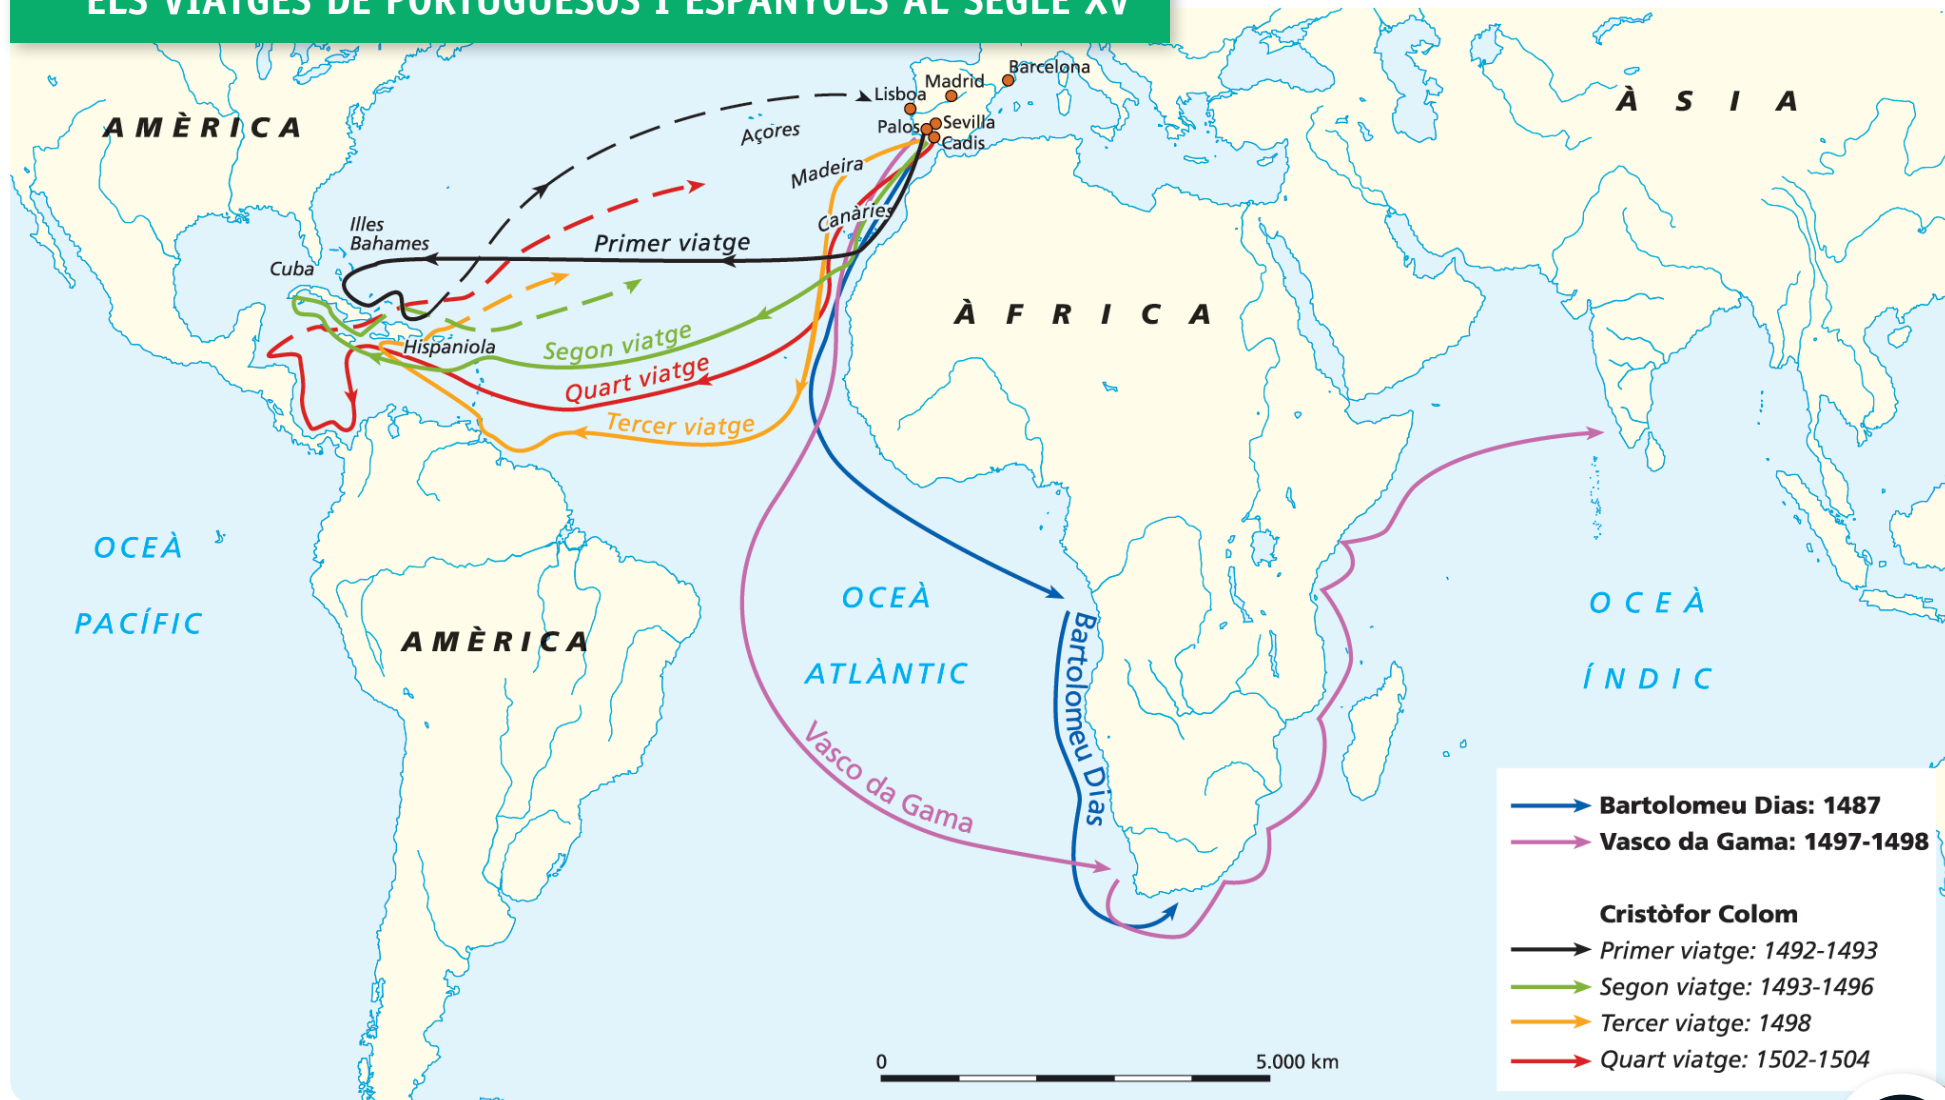 ELS VIATGES DE PORTUGUESOS I ESPANYOLS AL SEGLE XV
Barcelona
Madrid
Lisboa
Palos
Sevilla
Cadis
AMÈRICA
ÀSIA
Açores
Madeira
Canàries
Illes
Bahames
Primer viatge
Cuba
ÀFRICA
Hispaniola
Segon viatge
Quart viatge
Tercer viatge
OCEÀ
PACÍFIC
AMÈRICA
OCEÀ
ATLÀNTIC
OCEÀ
ÍNDIC
Bartolomeu Dias
Vasco da Gama
Bartolomeu Dias: 1487
Vasco da Gama: 1497-1498
Cristòfor Colom
Primer viatge: 1492-1493
Segon viatge: 1493-1496
Tercer viatge: 1498
Quart viatge: 1502-1504
0
5.000 km